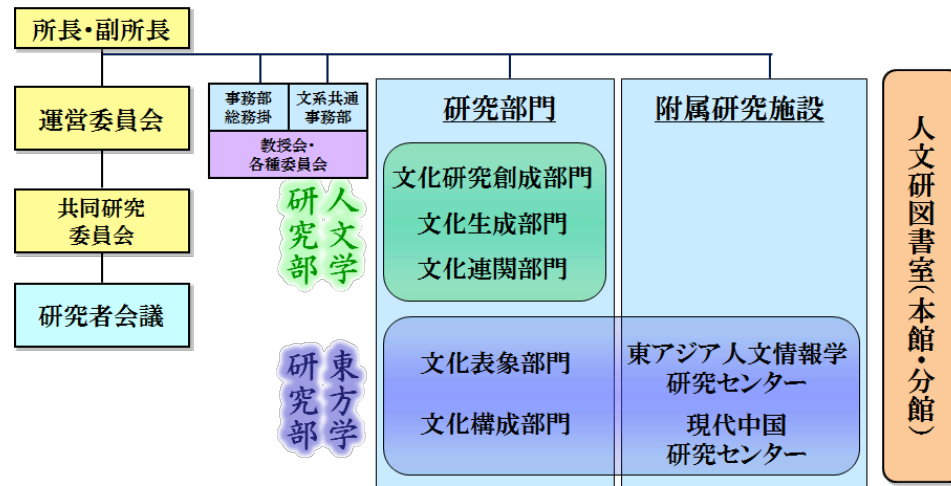 所長・副所長
運営委員会
共同研究
委員会
研究者会議
事務部
総務掛
文系共通
事務部
教授会・
各種委員会
人文学
研究部
東方学
研究部
研究部門
文化研究創成部門
文化生成部門
文化連関部門
文化表象部門
文化構成部門
附属研究施設
東アジア人文情報学
研究センター
現代中国
研究センター
人文研図書室(本館・分館)